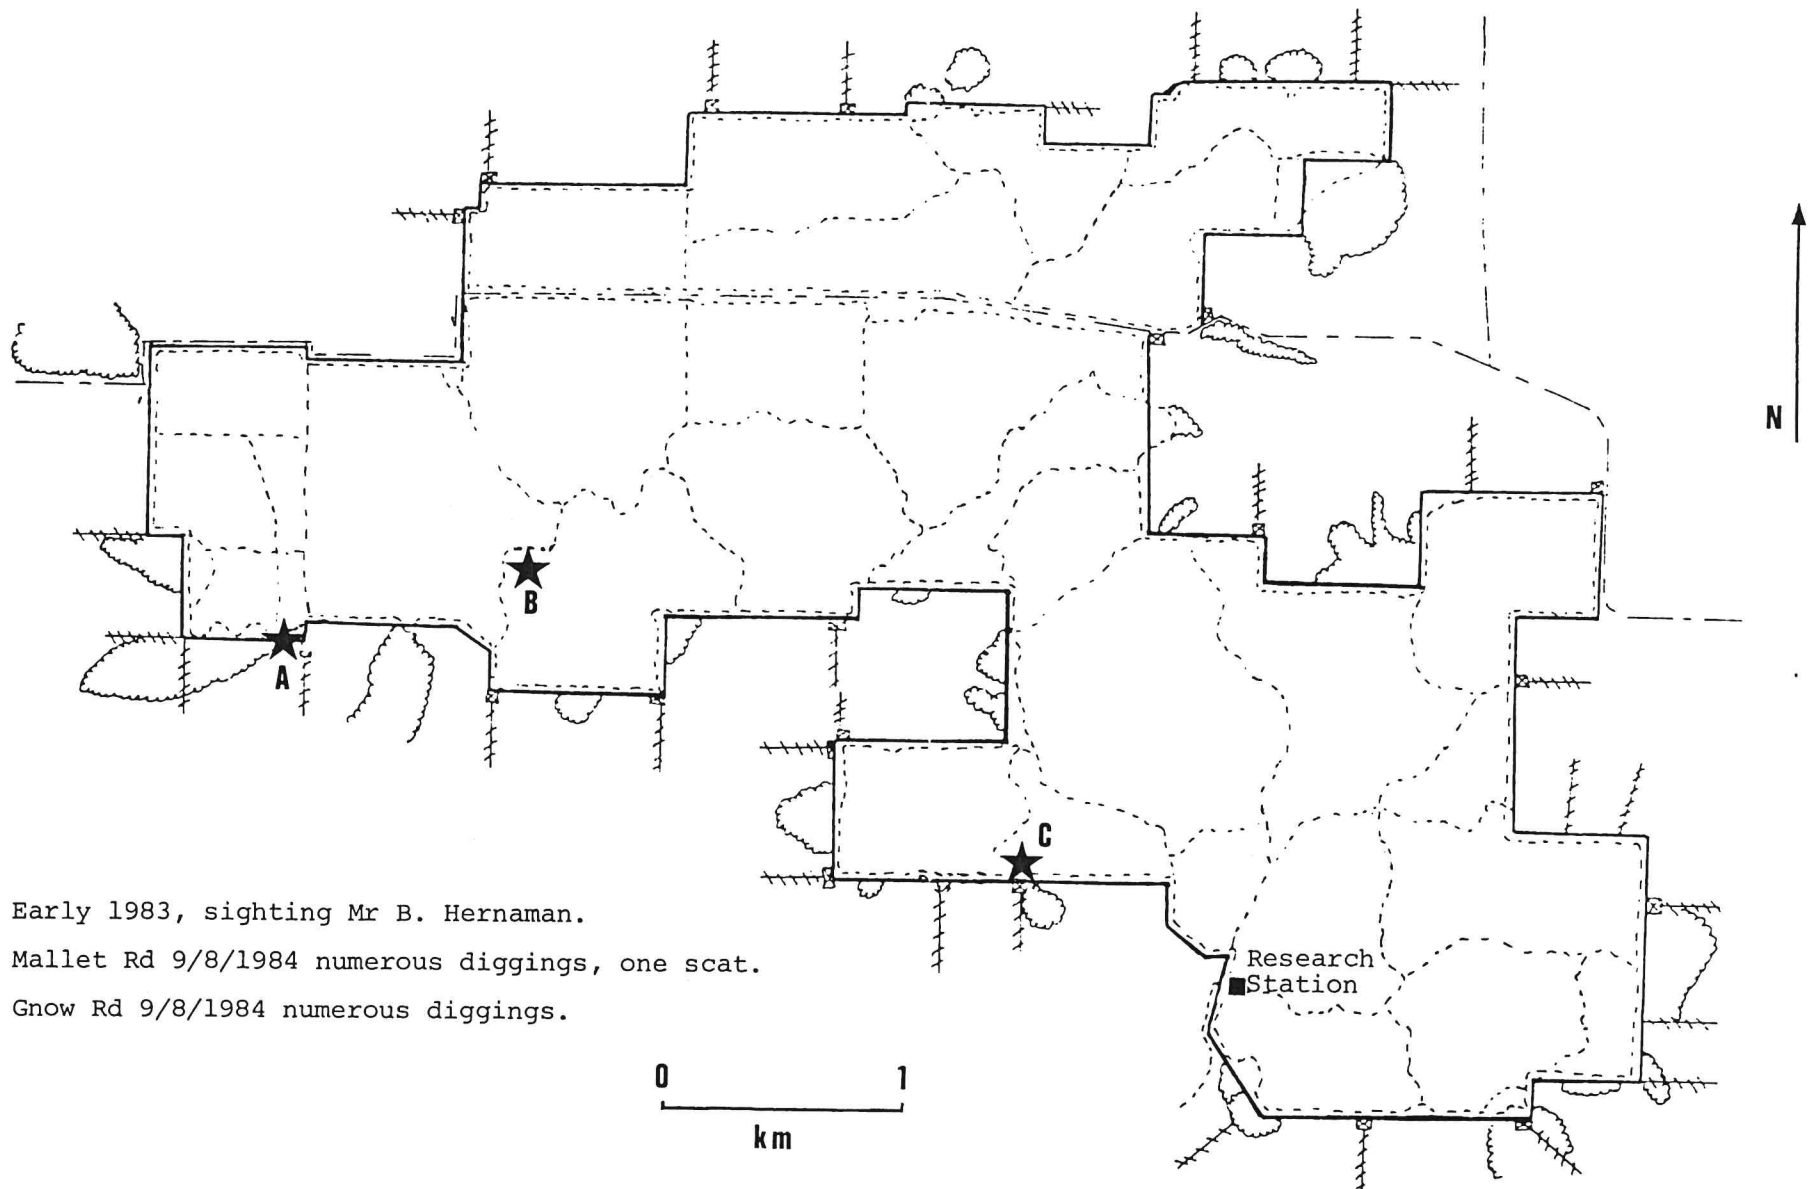 N
B
A
C
Early 1983, sighting Mr B. Hernaman.
Mallet Rd 9/8/1984 numerous diggings, one scat.
Gnow Rd 9/8/1984 numerous diggings.
Research
Station
0 1
km